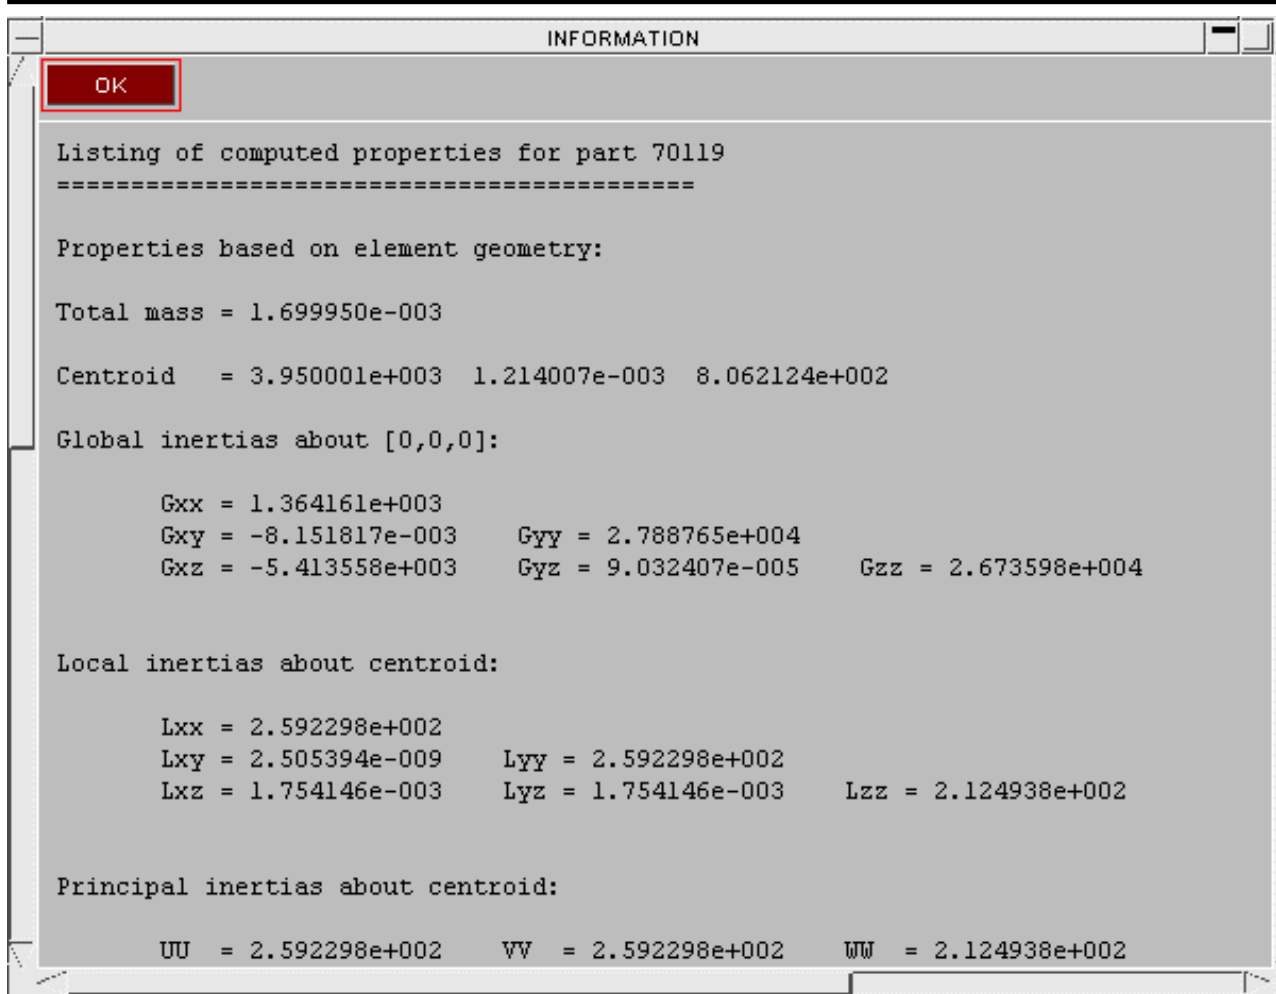 INFORMATION
OK
Listing of computed properties for part 70119
===========================================
Properties based on element geometry:
Total mass = 1.699950e-003
Centroid   = 3.950001e+003  1.214007e-003  8.062124e+002
Global inertias about [0,0,0]:
Gxx = 1.364161e+003
Gxy = -8.151817e-003    Gyy = 2.788765e+004
Gxz = -5.413558e+003    Gyz = 9.032407e-005    Gzz = 2.673598e+004
Local inertias about centroid:
Lxx = 2.592298e+002
Lxy = 2.505394e-009    Lyy = 2.592298e+002
Lxz = 1.754146e-003    Lyz = 1.754146e-003    Lzz = 2.124938e+002
Principal inertias about centroid:
UU  = 2.592298e+002    VV  = 2.592298e+002    WW  = 2.124938e+002